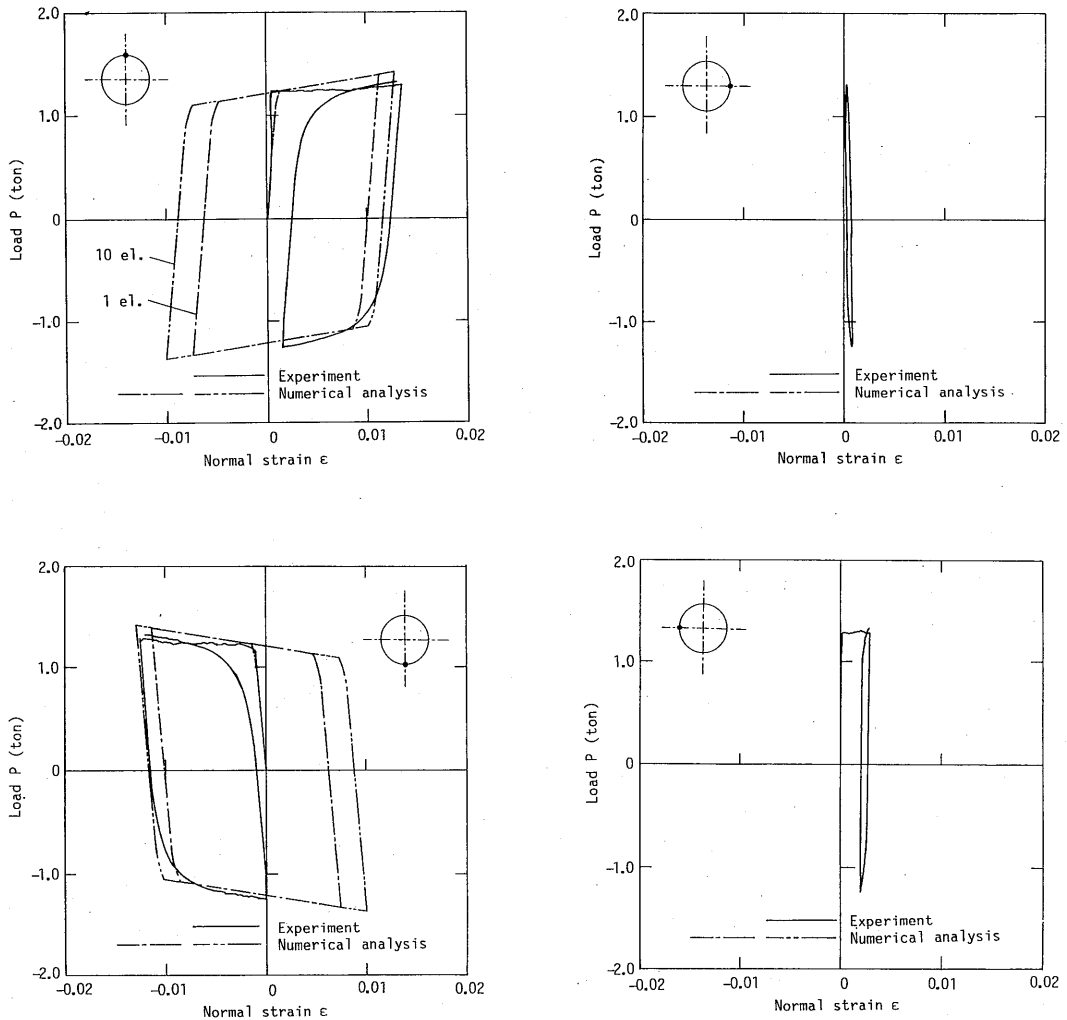 2.0
1.0
0
-1.0
-2.0
Load P (ton)
10 el.
1 el.
Experiment
Numerical analysis
-0.02
-0.01
0
0.01
0.02
Normal strain ε
2.0
1.0
0
-1.0
-2.0
Load P (ton)
Experiment
Numerical analysis
-0.02
-0.01
0
0.01
0.02
Normal strain ε
2.0
1.0
0
-1.0
-2.0
Load P (ton)
Experiment
Numerical analysis
-0.02
-0.01
0
0.01
0.02
Normal strain ε
2.0
1.0
0
-1.0
-2.0
Load P (ton)
Experiment
Numerical analysis
-0.02
-0.01
0
0.01
0.02
Normal strain ε